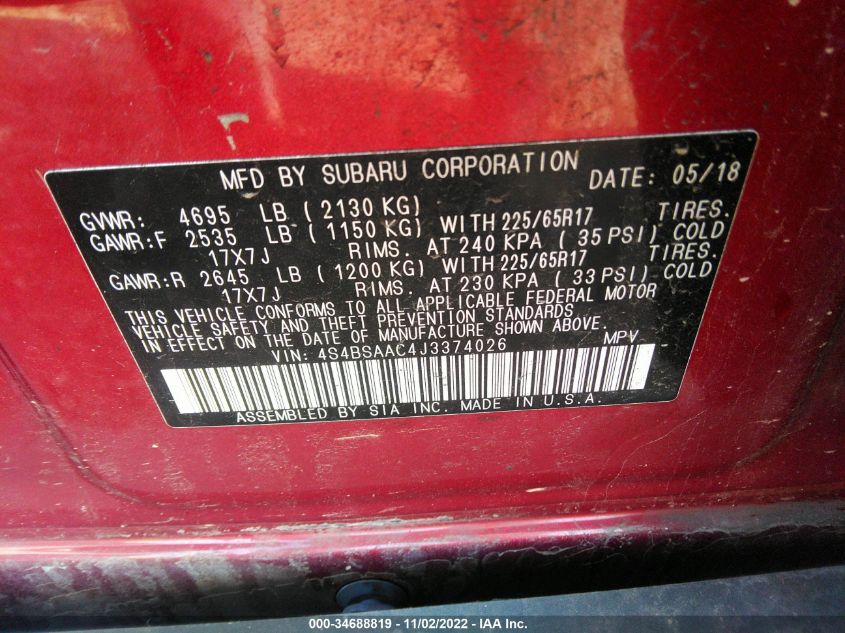 MFD BY SUBARU CORPORATION DATE: 05/18
GVWR: 4695 LB ( 2130 KG)
GAWR:F 2535 LB ( 1150 KG) WITH 225/65R17 TIRES.
17X7J RIMS. AT 240 KPA ( 35 PSI) COLD
GAWR:R 2645 LB ( 1200 KG) WITH 225/65R17 TIRES.
17X7J RIMS. AT 230 KPA ( 33 PSI) COLD
THIS VEHICLE CONFORMS TO ALL APPLICABLE FEDERAL MOTOR
VEHICLE SAFETY AND THEFT PREVENTION STANDARDS
IN EFFECT ON THE DATE OF MANUFACTURE SHOWN ABOVE.
VIN: 4S4BSAAC4J3374026 MPV
ASSEMBLED BY SIA INC. MADE IN U.S.A.
000-34688819 - 11/02/2022 - IAA Inc.